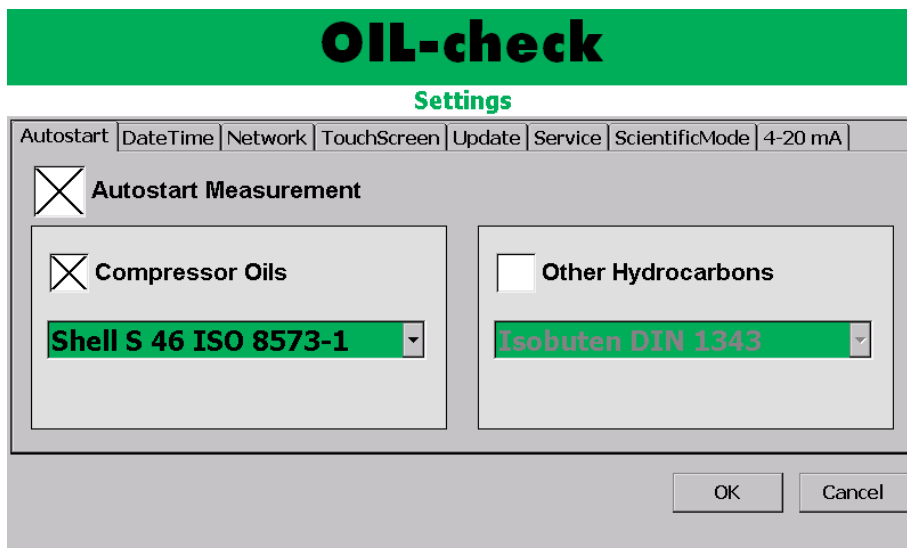 OIL-check
Settings
Autostart DateTime Network TouchScreen Update Service ScientificMode 4-20 mA
Autostart Measurement
Compressor Oils
Shell S 46 ISO 8573-1
Other Hydrocarbons
Isobuten DIN 1343
OK Cancel